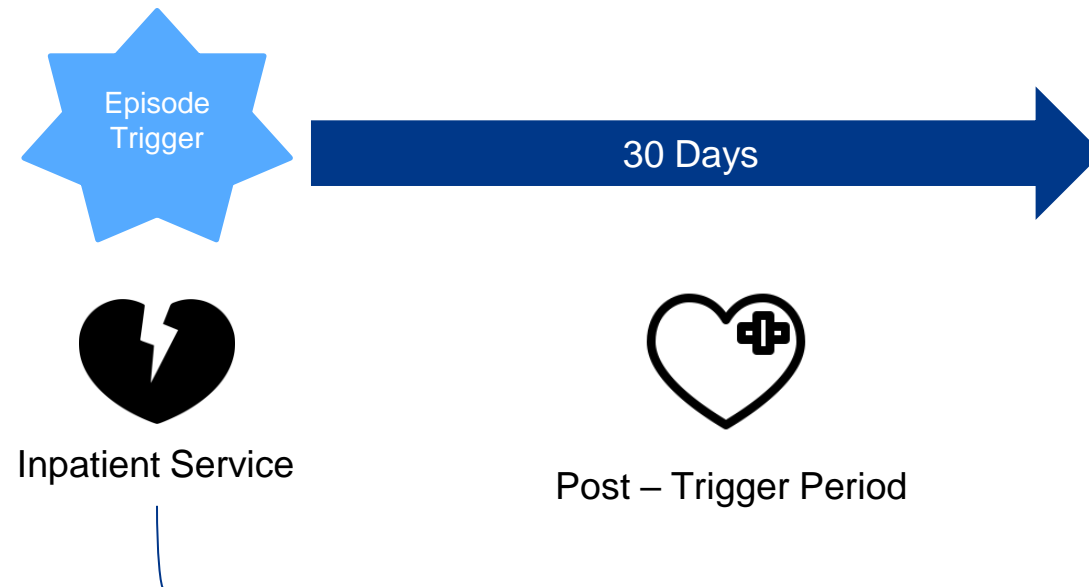 Episode
Trigger
30 Days
Inpatient Service
Post – Trigger Period